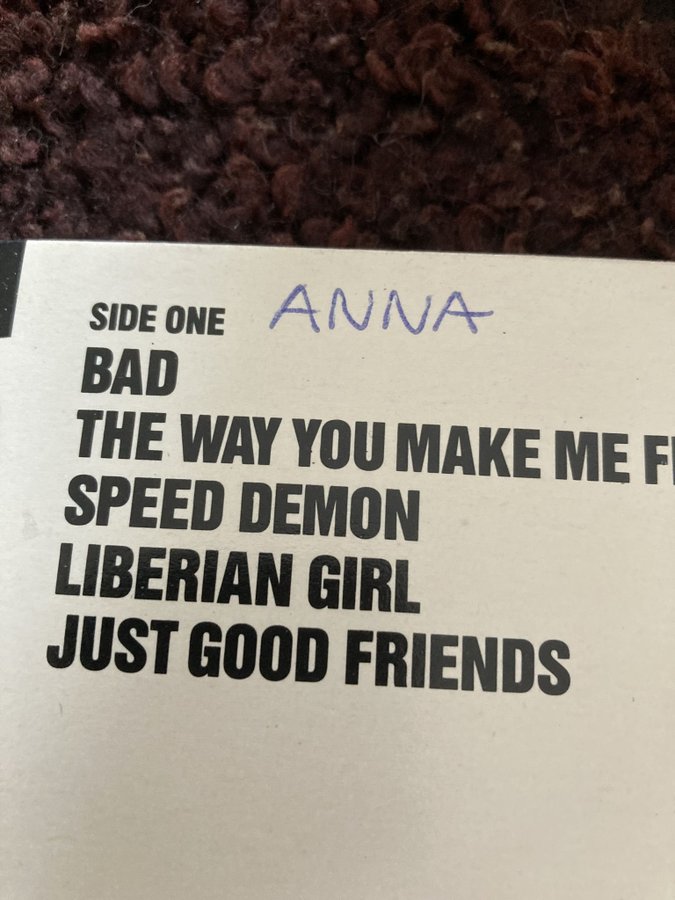 SIDE ONE ANNA
BAD
THE WAY YOU MAKE ME
SPEED DEMON
LIBERIAN GIRL
JUST GOOD FRIENDS